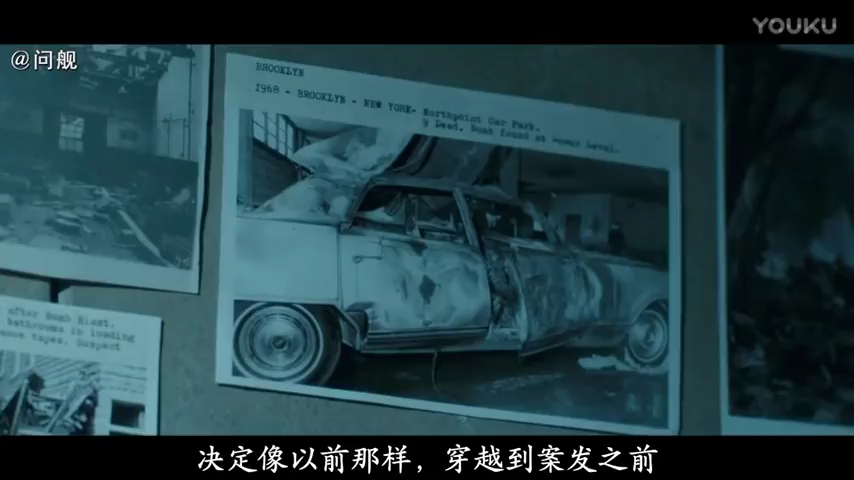 YOUKU
@问舰
BROOKLYN
1968 - BROOKLYN - NEW YORK- Northpoint Car Park.
9 Dead. Bomb found at Lower Level.
after Bomb Blast.
bathrooms in loading
tapes. Suspect
决定像以前那样，穿越到案发之前